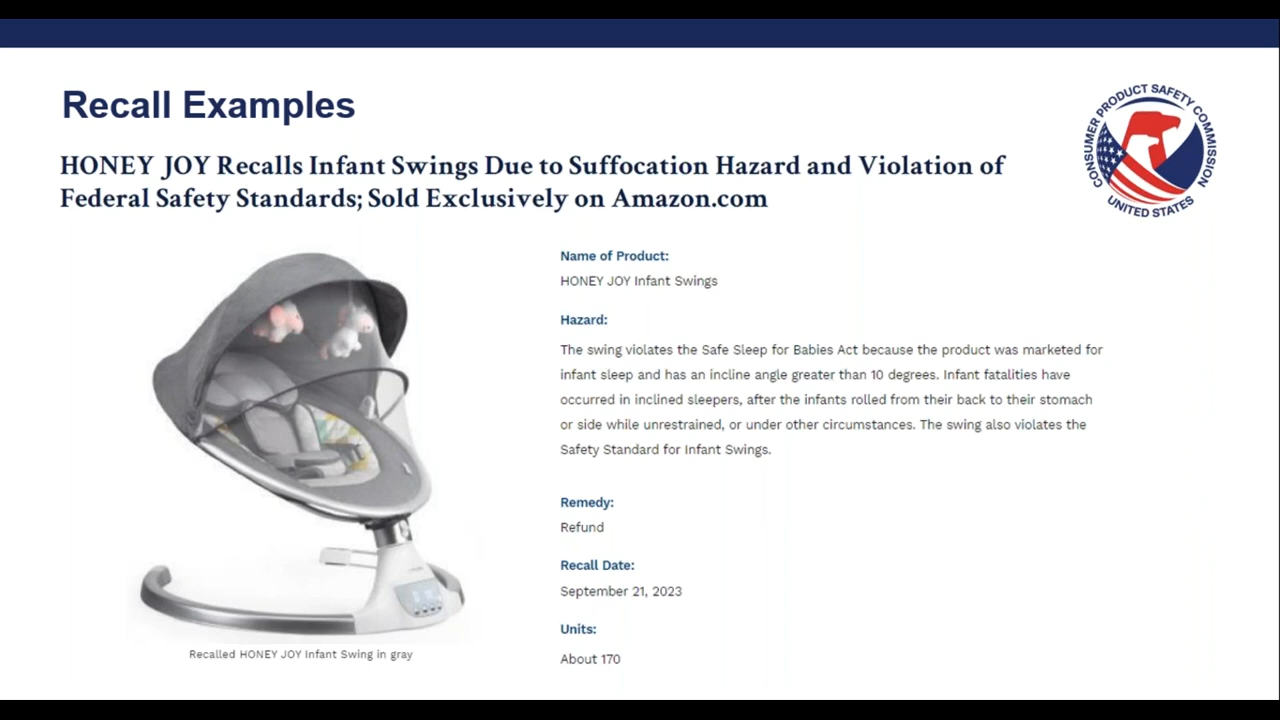 Recall Examples
CONSUMER PRODUCT SAFETY COMMISSION
UNITED STATES
HONEY JOY Recalls Infant Swings Due to Suffocation Hazard and Violation of
Federal Safety Standards; Sold Exclusively on Amazon.com
Name of Product:
HONEY JOY Infant Swings
Hazard:
The swing violates the Safe Sleep for Babies Act because the product was marketed for
infant sleep and has an incline angle greater than 10 degrees. Infant fatalities have
occurred in inclined sleepers, after the infants rolled from their back to their stomach
or side while unrestrained, or under other circumstances. The swing also violates the
Safety Standard for Infant Swings.
Remedy:
Refund
Recall Date:
September 21, 2023
Units:
About 170
Recalled HONEY JOY Infant Swing in gray